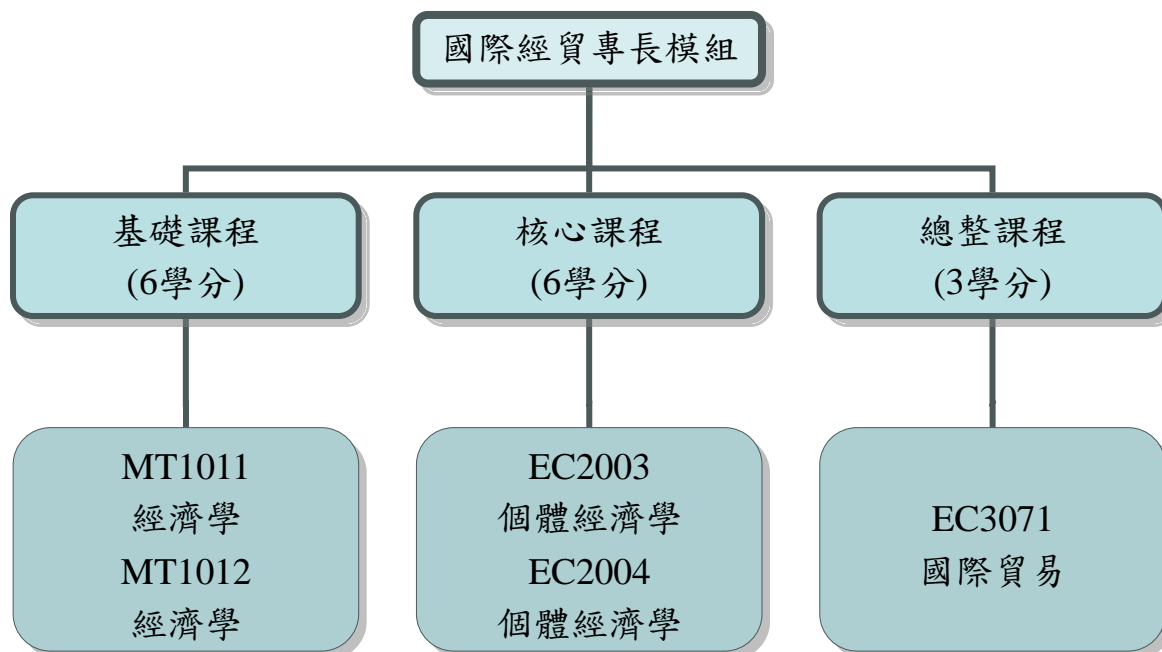 國際經貿專長模組
基礎課程
(6學分)
核心課程
(6學分)
總整課程
(3學分)
MT1011
經濟學
MT1012
經濟學
EC2003
個體經濟學
EC2004
個體經濟學
EC3071
國際貿易